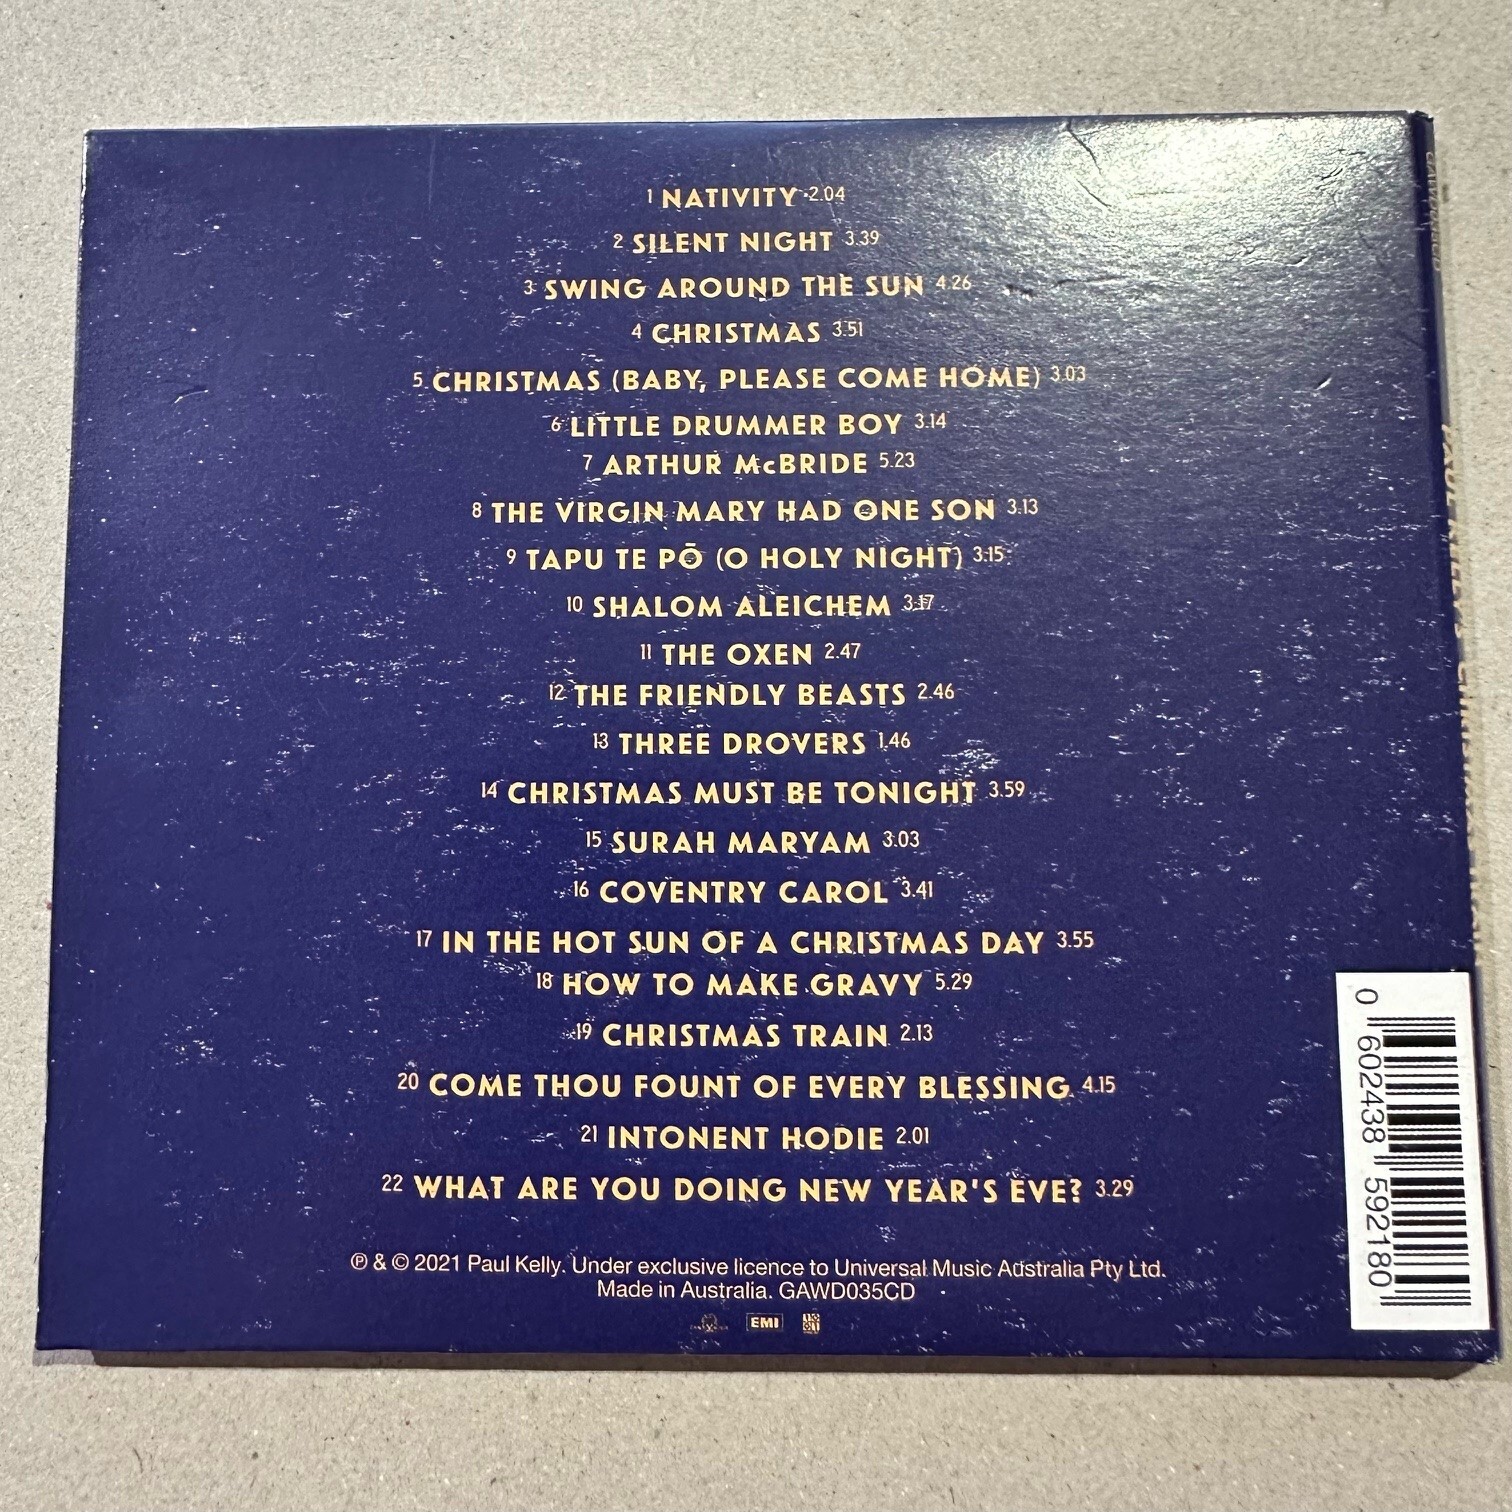 1 NATIVITY 2.04
2 SILENT NIGHT 3.39
3 SWING AROUND THE SUN 4.26
4 CHRISTMAS 3.51
5 CHRISTMAS (BABY, PLEASE COME HOME) 3.03
6 LITTLE DRUMMER BOY 3.14
7 ARTHUR McBRIDE 5.23
8 THE VIRGIN MARY HAD ONE SON 3.13
9 TAPU TE PŌ (O HOLY NIGHT) 3.15
10 SHALOM ALEICHEM 3.17
11 THE OXEN 2.47
12 THE FRIENDLY BEASTS 2.46
13 THREE DROVERS 1.46
14 CHRISTMAS MUST BE TONIGHT 3.59
15 SURAH MARYAM 3.03
16 COVENTRY CAROL 3.41
17 IN THE HOT SUN OF A CHRISTMAS DAY 3.55
18 HOW TO MAKE GRAVY 5.29
19 CHRISTMAS TRAIN 2.13
20 COME THOU FOUNT OF EVERY BLESSING 4.15
21 INTONENT HODIE 2.01
22 WHAT ARE YOU DOING NEW YEAR'S EVE? 3.29
℗ & © 2021 Paul Kelly. Under exclusive licence to Universal Music Australia Pty Ltd.
Made in Australia. GAWD035CD
EMI
0 602438 592180